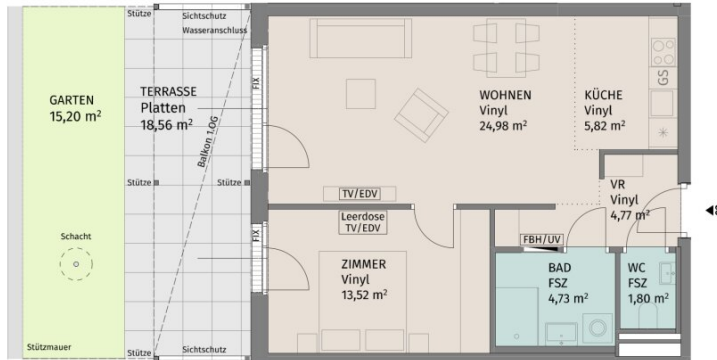 Stütze
Sichtschutz
Wasseranschluss
GARTEN
15,20 m²
TERRASSE
Platten
18,56 m²
Balkon 1.OG
FIX
WOHNEN
Vinyl
24,98 m²
KÜCHE
Vinyl
5,82 m²
GS
Stütze
Stütze
TV/EDV
VR
Vinyl
4,77 m²
Leerdose
TV/EDV
Schacht
FIX
FBH/UV
ZIMMER
Vinyl
13,52 m²
BAD
FSZ
4,73 m²
WC
FSZ
1,80 m²
Stützmauer
Stütze
Sichtschutz